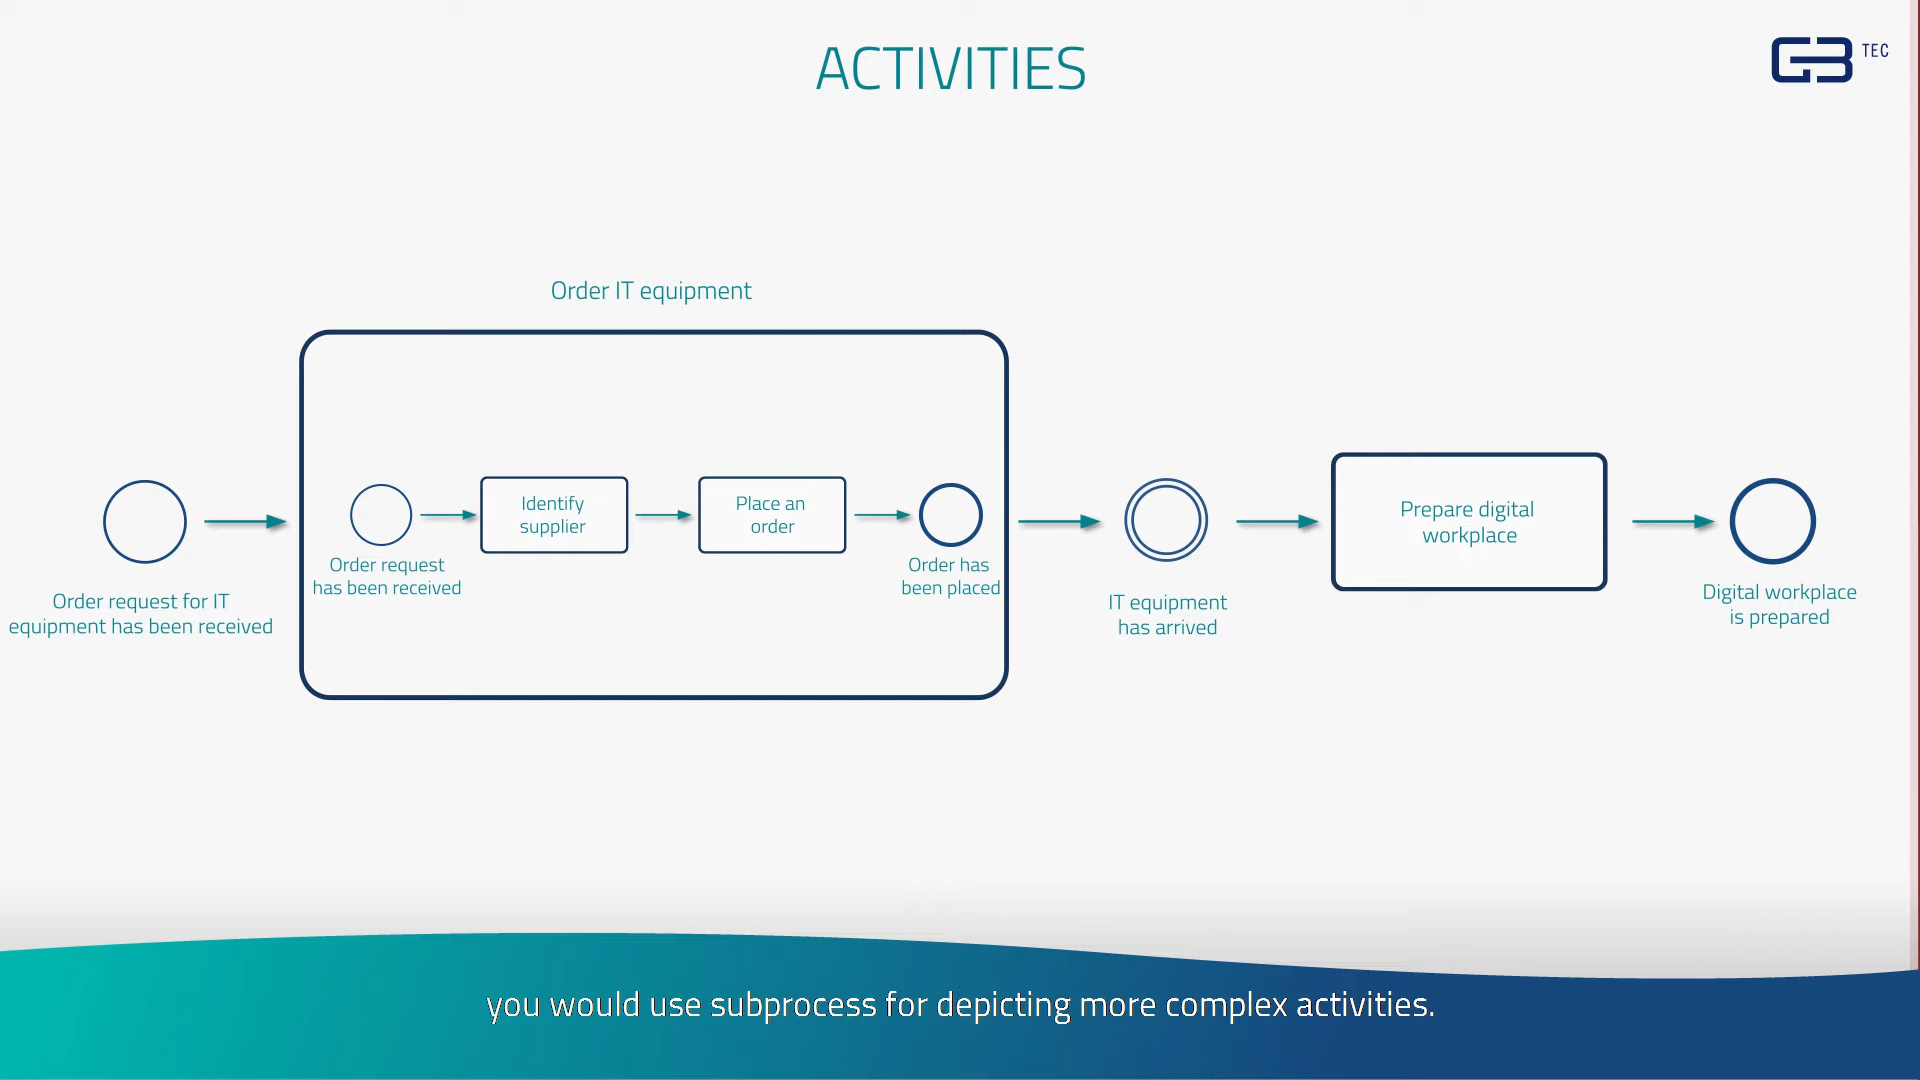 ACTIVITIES
GB TEC
Order IT equipment
Order request for IT
equipment has been received
Order request
has been received
Identify
supplier
Place an
order
Order has
been placed
IT equipment
has arrived
Prepare digital
workplace
Digital workplace
is prepared
you would use subprocess for depicting more complex activities.